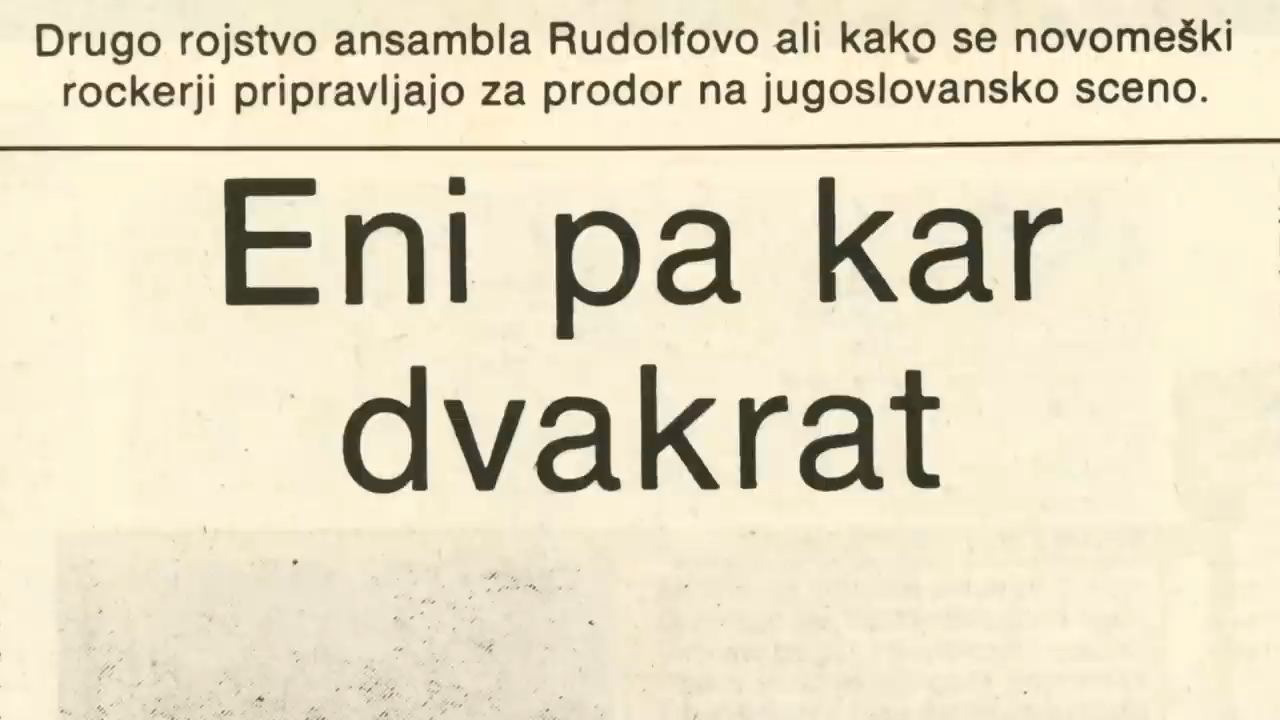 Drugo rojstvo ansambla Rudolfovo ali kako se novomeški
rockerji pripravljajo za prodor na jugoslovansko sceno.
Eni pa kar
dvakrat